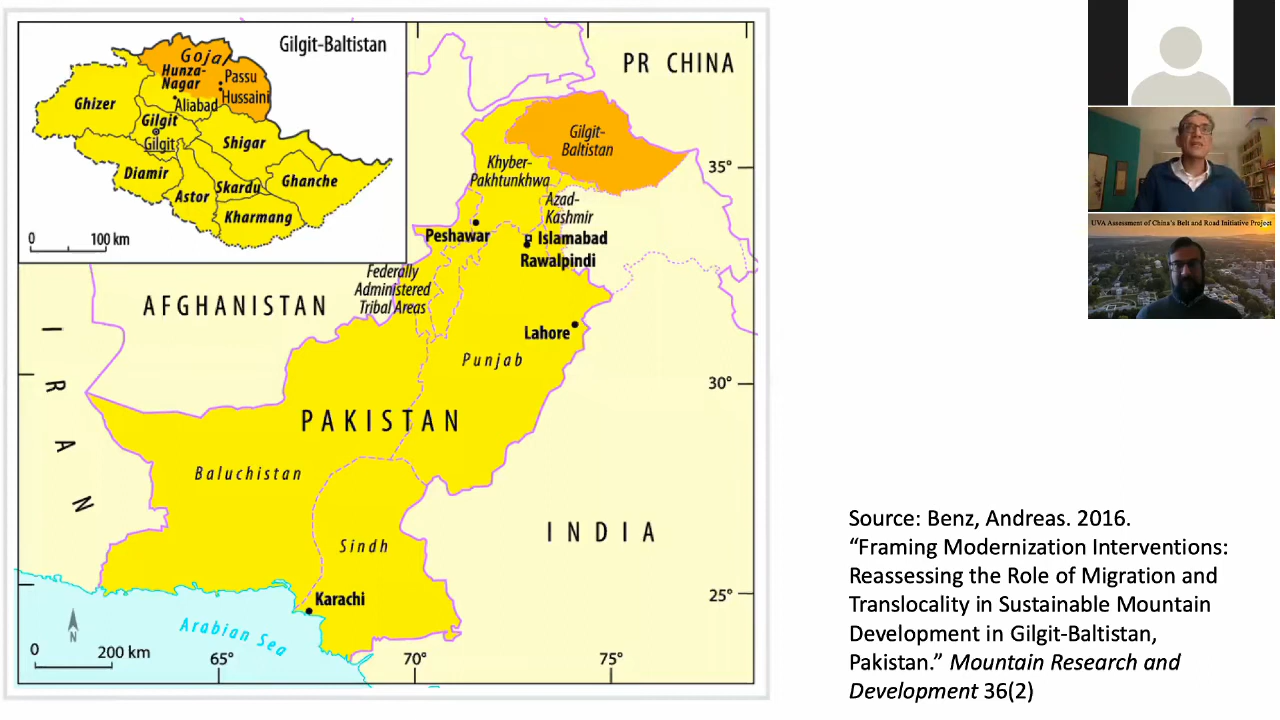 Gilgit-Baltistan
Goja
Hunza-
Nagar
Passu
Hussaini
Aliabad
Ghizer
Gilgit
Gilgit
Shigar
Diamir
Astor
Skardu
Ghanche
Kharmang
0 100 km
PR CHINA
Gilgit-
Baltistan
Khyber-
Pakhtunkhwa
Azad-
Kashmir
Peshawar
Islamabad
Rawalpindi
Federally
Administered
Tribal Areas
AFGHANISTAN
IRAN
Lahore
Punjab
PAKISTAN
Baluchistan
Sindh
INDIA
Karachi
Arabian Sea
N
0 200 km
65°
70°
75°
35°
30°
25°
UVA Assessment of China's Belt and Road Initiative Project
Source: Benz, Andreas. 2016.
“Framing Modernization Interventions:
Reassessing the Role of Migration and
Translocality in Sustainable Mountain
Development in Gilgit-Baltistan,
Pakistan.” Mountain Research and
Development 36(2)